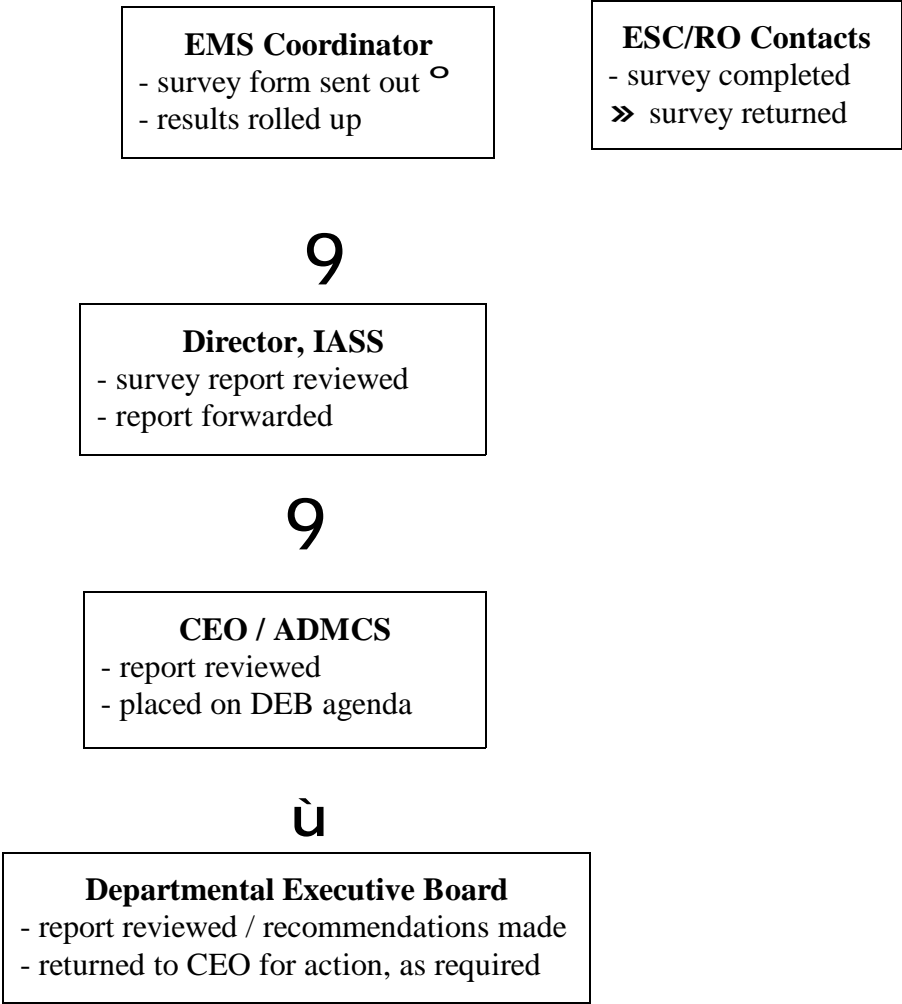 EMS Coordinator
- survey form sent out º
- results rolled up
ESC/RO Contacts
- survey completed
» survey returned
9
Director, IASS
- survey report reviewed
- report forwarded
9
CEO / ADMCS
- report reviewed
- placed on DEB agenda
ù
Departmental Executive Board
- report reviewed / recommendations made
- returned to CEO for action, as required